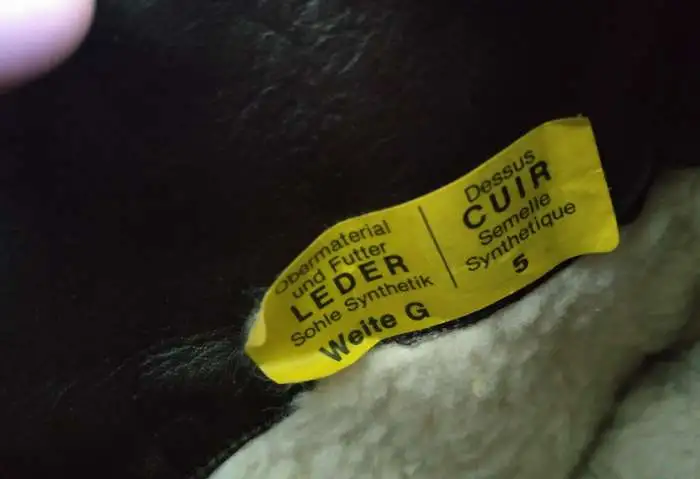 Obermaterial
und Futter
LEDER
Sohle Synthetik
Weite G
Dessus
CUIR
Semelle
Synthetique
5